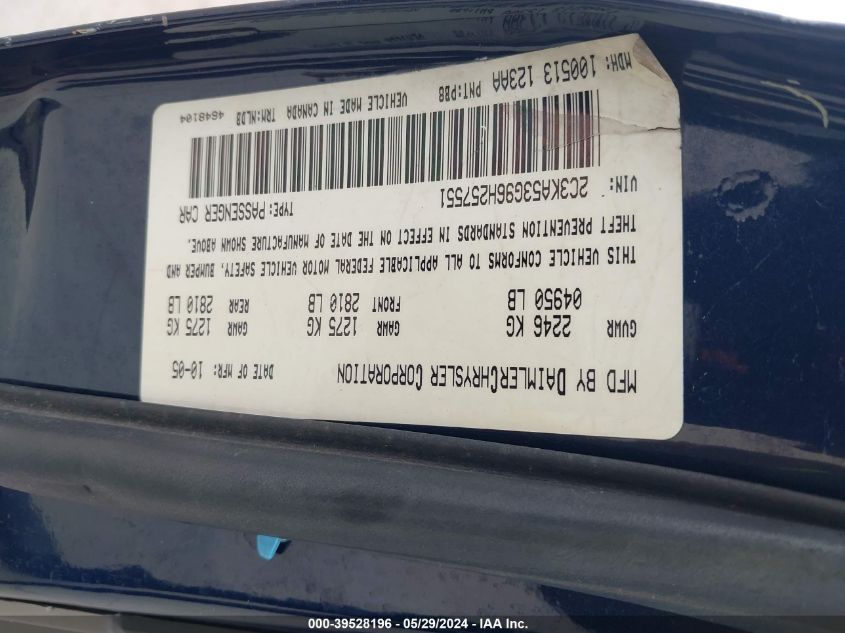 MFD BY DAIMLERCHRYSLER CORPORATION DATE OF MFR: 10-05
GVWR 2246 KG GAWR 1275 KG GAWR 1275 KG
04950 LB FRONT 2810 LB REAR 2810 LB
THIS VEHICLE CONFORMS TO ALL APPLICABLE FEDERAL MOTOR VEHICLE SAFETY, BUMPER AND
THEFT PREVENTION STANDARDS IN EFFECT ON THE DATE OF MANUFACTURE SHOWN ABOVE.
VIN: 2C3KA53G96H257551 TYPE: PASSENGER CAR
MDH: 100513 123AA PNT:PB8 VEHICLE MADE IN CANADA TRM:NLDB 4648104
000-39528196 - 05/29/2024 - IAA Inc.